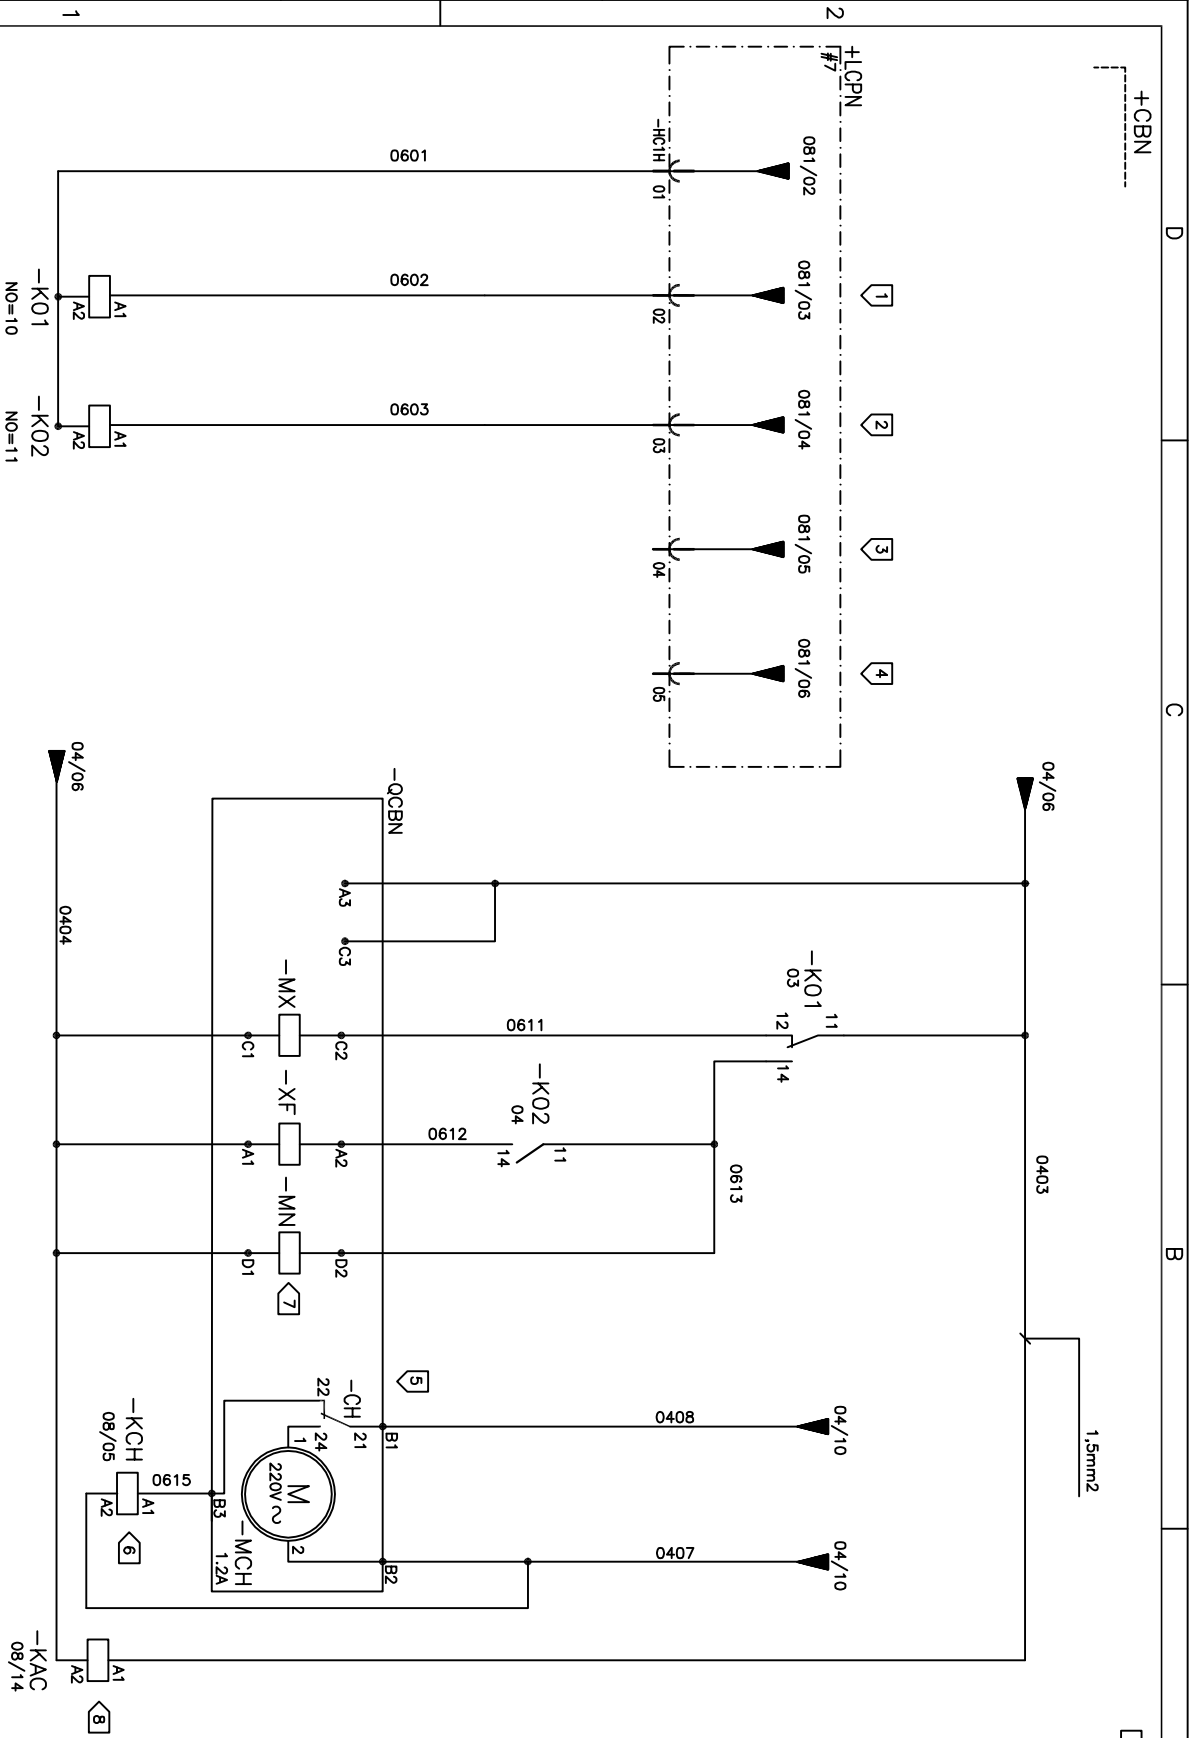 +CBN
D
C
B
2
1
+LCPN
#7
081/02
081/03
081/04
081/05
081/06
1
2
3
4
-HC1H
01
02
03
04
05
0601
0602
0603
A1
A2
-K01
NO=10
A1
A2
-K02
NO=11
04/06
0403
1,5mm2
-K01
03
11
12
14
0613
-K02
04
11
14
0611
0612
04/10
04/10
0408
0407
-QCBN
A3
C3
C2
A2
D2
-MX
-XF
-MN
7
C1
A1
D1
5
B1
B2
-CH
21
22
24
1
M
220V~
2
-MCH
1.2A
B3
0615
-KCH
08/05
A1
A2
6
04/06
0404
A1
A2
-KAC
08/14
8